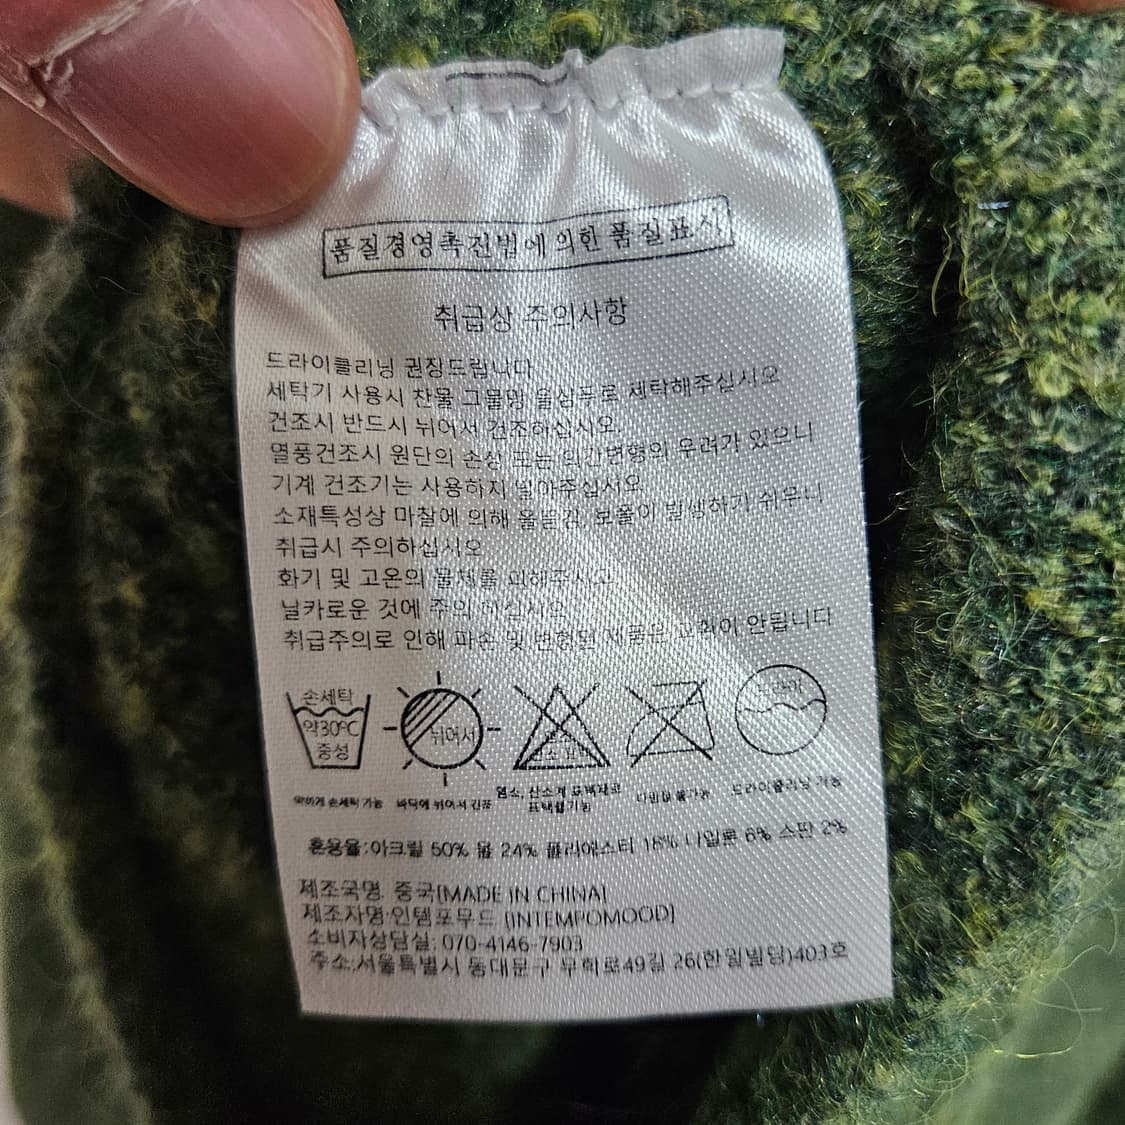 품질경영촉진법에 의한 품질표시
취급상 주의사항
드라이클리닝 권장드립니다
세탁기 사용시 찬물 그물망 울샴푸로 세탁해주십시오
건조시 반드시 뉘어서 건조하십시오.
열풍건조시 원단의 손상 또는 외관변형의 우려가 있으니
기계 건조기는 사용하지 말아주십시오
소재특성상 마찰에 의해 올뜯김, 보풀이 발생하기 쉬우니
취급시 주의하십시오
화기 및 고온의 물체를 피해주시고
날카로운 것에 주의 하십시오
취급주의로 인해 파손 및 변형된 제품은 교환이 안됩니다
손세탁
약30℃
중성
뉘어서
드라이
약하게 손세탁 가능
바닥에 뉘어서 건조
염소, 산소계 표백제로
표백불가능
다림질 불가능
드라이클리닝 가능
혼용율:아크릴 50% 울 24% 폴리에스터 18% 나일론 6% 스판 2%
제조국명. 중국(MADE IN CHINA)
제조자명:인템포무드 (INTEMPOMOOD)
소비자상담실: 070-4146-7903
주소:서울특별시 동대문구 무학로49길 26(한일빌딩)403호